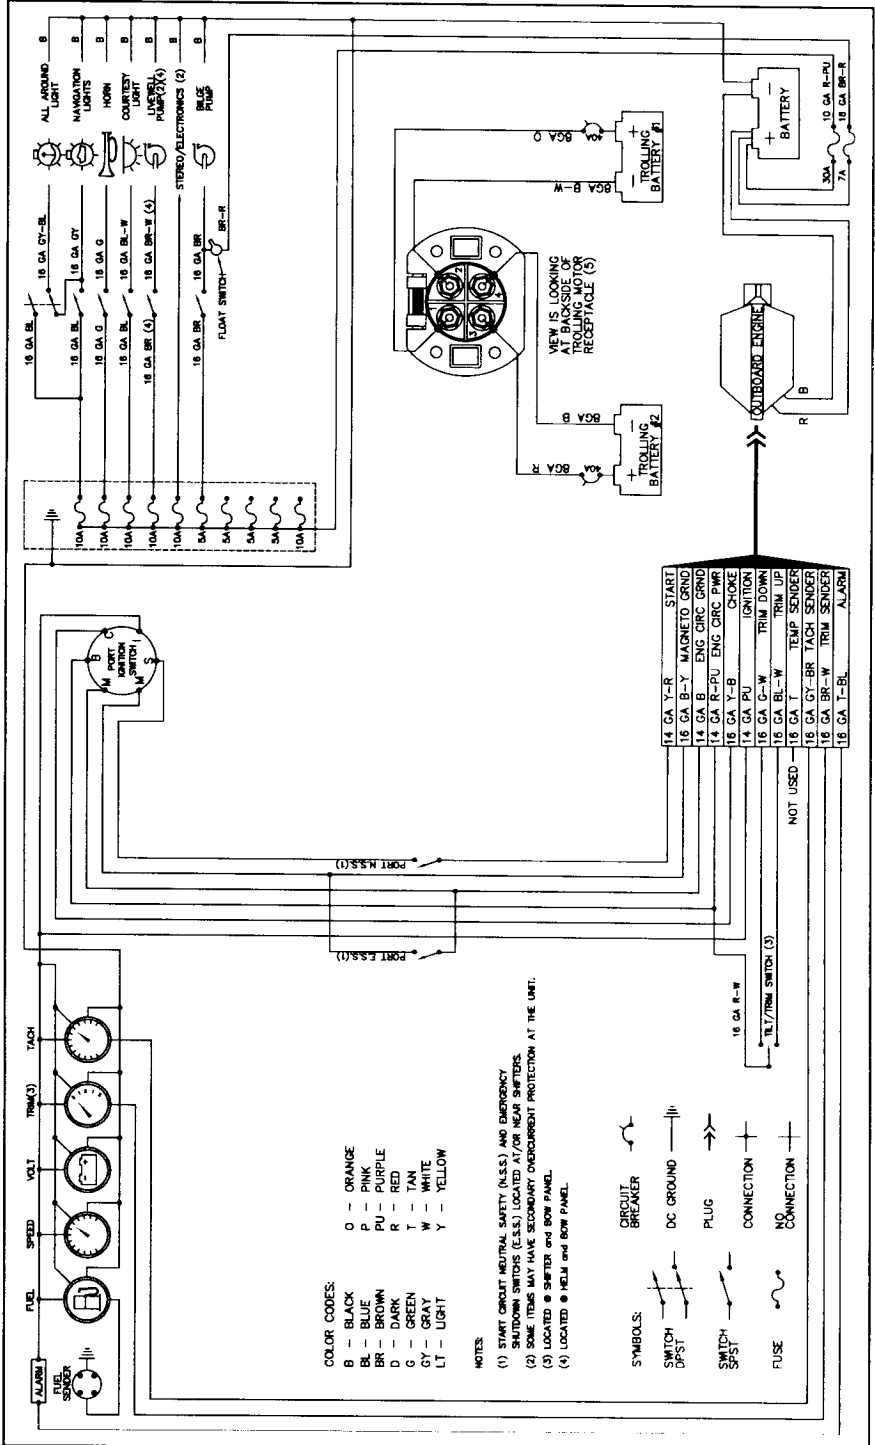 ALARM
FUEL
SENDER
FUEL
SPEED
VOLT
TRIM(3)
TACH
PORT
IGNITION
SWITCH
B
C
M
M
I
S
PORT N.S.S.(1)
PORT E.S.S.(1)
10A
10A
10A
10A
10A
5A
5A
5A
5A
10A
16 GA BL
16 GA BL
16 GA G
16 GA BL
16 GA BR (4)
16 GA BR
16 GA GY-BL
16 GA GY
16 GA G
16 GA BL-W
16 GA BR-W (4)
16 GA BR
BR-R
FLOAT SWITCH
ALL AROUND
LIGHT
NAVIGATION
LIGHTS
HORN
COURTESY
LIGHT
LIVEWELL
PUMP(2)(4)
STEREO/ELECTRONICS (2)
BILGE
PUMP
B
B
B
B
B
B
B
COLOR CODES:
B – BLACK
BL – BLUE
BR – BROWN
D – DARK
G – GREEN
GY – GRAY
LT – LIGHT
O – ORANGE
P – PINK
PU – PURPLE
R – RED
T – TAN
W – WHITE
Y – YELLOW
NOTES:
(1) START CIRCUIT NEUTRAL SAFETY (N.S.S.) AND EMERGENCY
SHUTDOWN SWITCHS (E.S.S.) LOCATED AT/OR NEAR SHIFTERS.
(2) SOME ITEMS MAY HAVE SECONDARY OVERCURRENT PROTECTION AT THE UNIT.
(3) LOCATED @ SHIFTER and BOW PANEL.
(4) LOCATED @ HELM and BOW PANEL.
VIEW IS LOOKING
AT BACKSIDE OF
TROLLING MOTOR
RECEPTACLE (5)
1
2
3
4
8GA R
8GA B
40A
+ –
TROLLING
BATTERY #2
8GA B-W
8GA O
40A
+ –
TROLLING
BATTERY #1
SYMBOLS:
SWITCH
DPST
SWITCH
SPST
FUSE
CIRCUIT
BREAKER
DC GROUND
PLUG
CONNECTION
NO
CONNECTION
16 GA R-W
TILT/TRIM SWITCH (3)
NOT USED
14 GA Y-R START
16 GA B-Y MAGNETO GRND
14 GA B ENG CIRC GRND
14 GA R-PU ENG CIRC PWR
16 GA Y-B CHOKE
14 GA PU IGNITION
16 GA G-W TRIM DOWN
16 GA BL-W TRIM UP
16 GA T TEMP SENDER
16 GA GY-BR TACH SENDER
16 GA BR-W TRIM SENDER
16 GA T-BL ALARM
OUTBOARD ENGINE
R
B
+ –
BATTERY
30A
7A
10 GA R-PU
18 GA BR-R